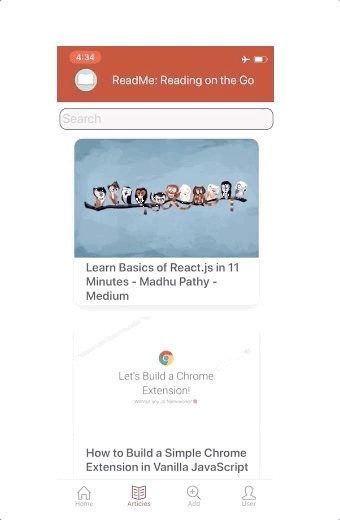 4:34
ReadMe: Reading on the Go
Search
Learn Basics of React.js in 11
Minutes - Madhu Pathy -
Medium
Let's Build a Chrome
Extension!
Without any JS frameworks!
How to Build a Simple Chrome
Extension in Vanilla JavaScript
Home
Articles
Add
User